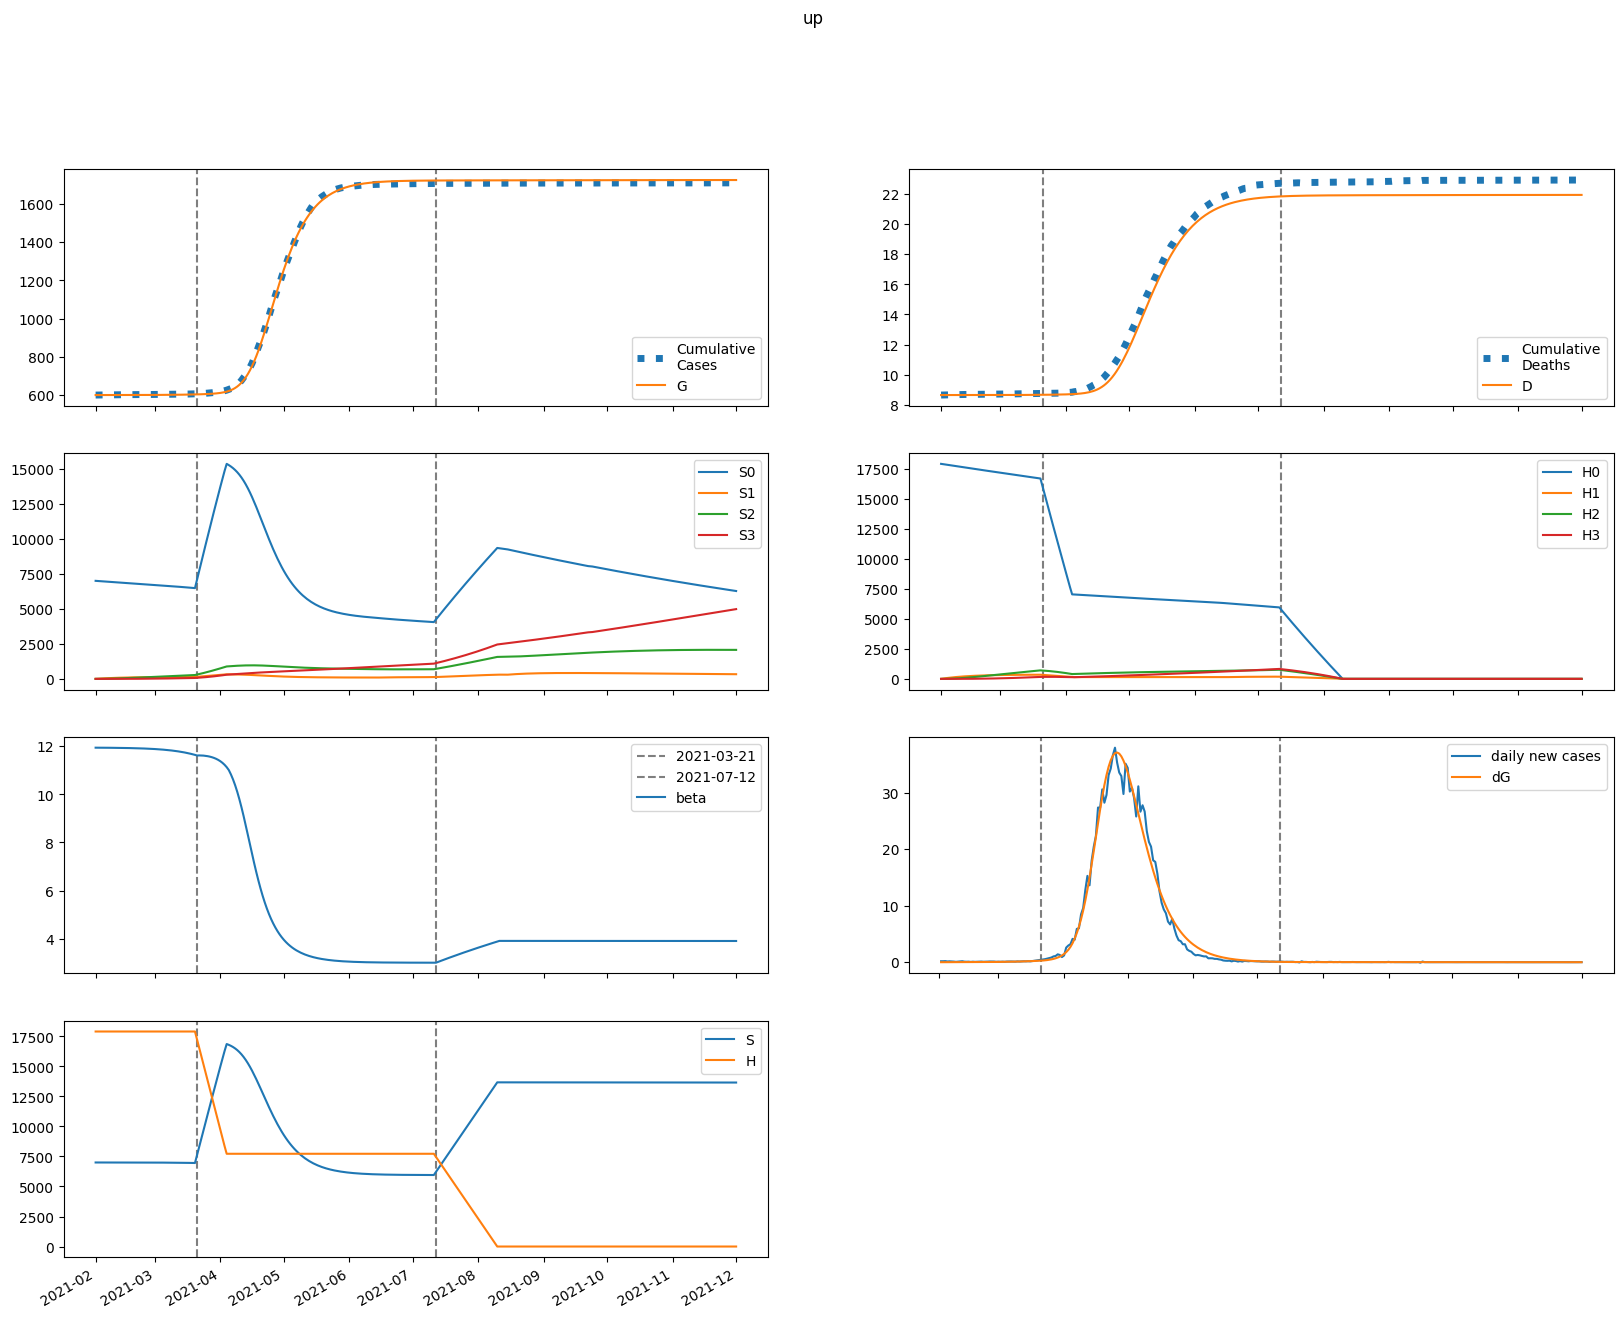 up
1600
1400
1200
1000
800
600
Cumulative
Cases
G
22
20
18
16
14
12
10
8
Cumulative
Deaths
D
15000
12500
10000
7500
5000
2500
0
S0
S1
S2
S3
17500
15000
12500
10000
7500
5000
2500
0
H0
H1
H2
H3
12
10
8
6
4
2021-03-21
2021-07-12
beta
30
20
10
0
daily new cases
dG
17500
15000
12500
10000
7500
5000
2500
0
S
H
2021-02
2021-03
2021-04
2021-05
2021-06
2021-07
2021-08
2021-09
2021-10
2021-11
2021-12